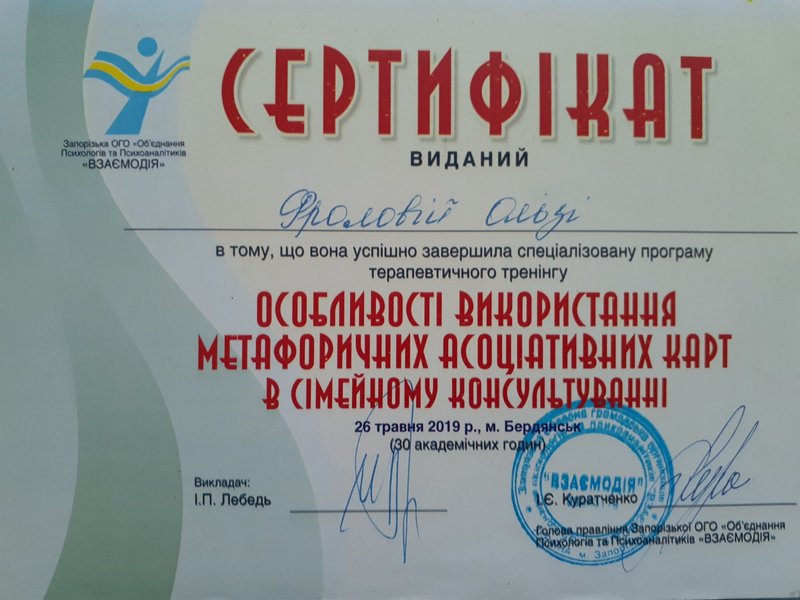 СЕРТИФІКАТ
Запорізька ОГО «Об'єднання
Психологів та Психоаналітиків
«ВЗАЄМОДІЯ»
ВИДАНИЙ
Фроловій Ользі
в тому, що вона успішно завершила спеціалізовану програму
терапевтичного тренінгу
ОСОБЛИВОСТІ ВИКОРИСТАННЯ
МЕТАФОРИЧНИХ АСОЦІАТИВНИХ КАРТ
В СІМЕЙНОМУ КОНСУЛЬТУВАННІ
26 травня 2019 р., м. Бердянськ
(30 академічних годин)
Викладач:
І.П. Лебедь
"ВЗАЄМОДІЯ"
І.Є. Куратченко
Голова правління Запорізької ОГО «Об'єднання
Психологів та Психоаналітиків «ВЗАЄМОДІЯ»